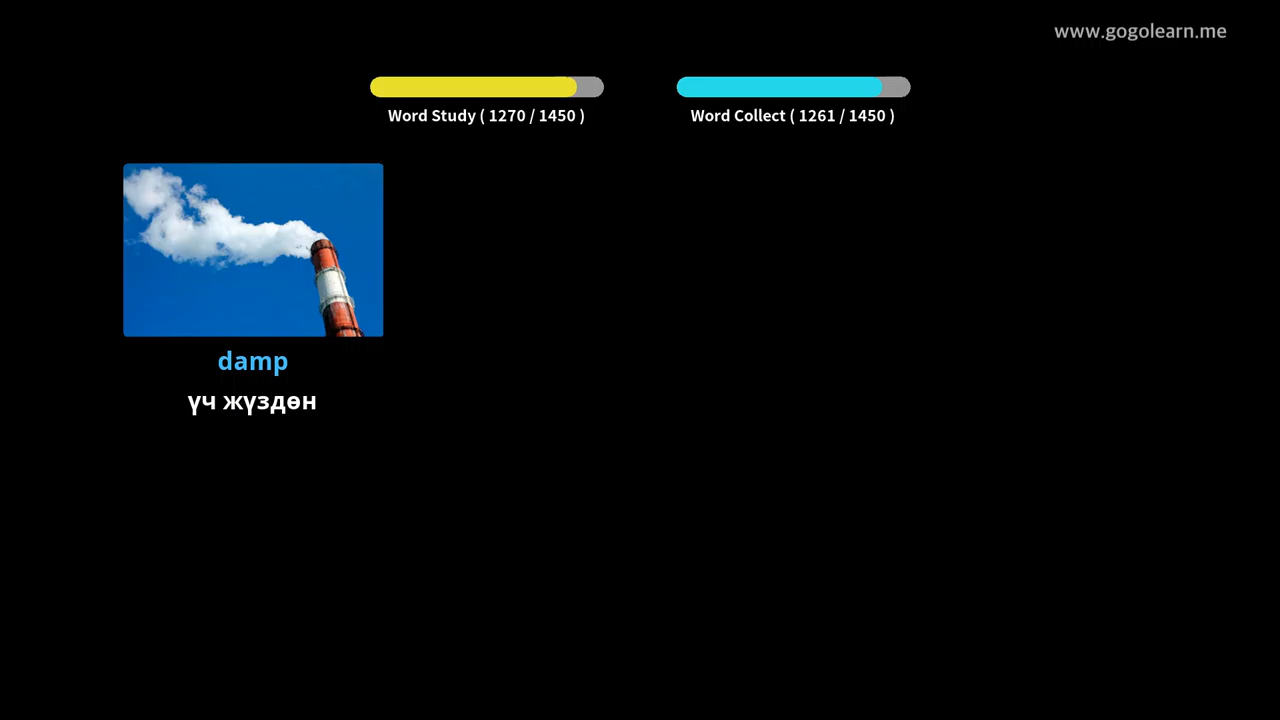 www.gogolearn.me
Word Study ( 1270 / 1450 )
Word Collect ( 1261 / 1450 )
damp
үч жүздөн